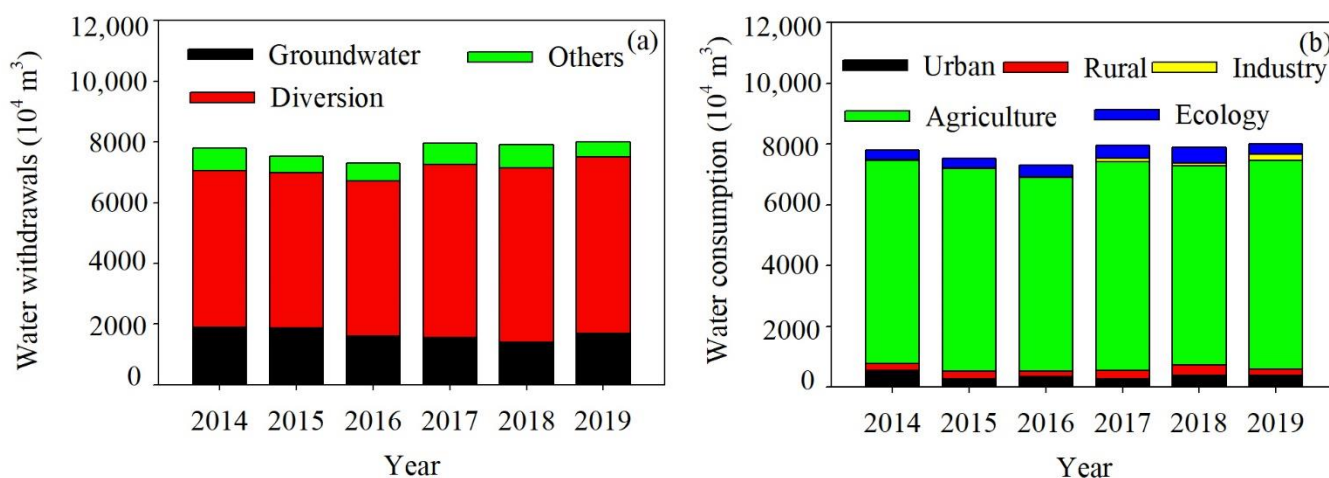 12,000
10,000
8000
6000
4000
2000
0
Water withdrawals (10⁴ m³)
(a)
Groundwater
Others
Diversion
2014 2015 2016 2017 2018 2019
Year
12,000
10,000
8000
6000
4000
2000
0
Water consumption (10⁴ m³)
(b)
Urban Rural Industry
Agriculture Ecology
2014 2015 2016 2017 2018 2019
Year